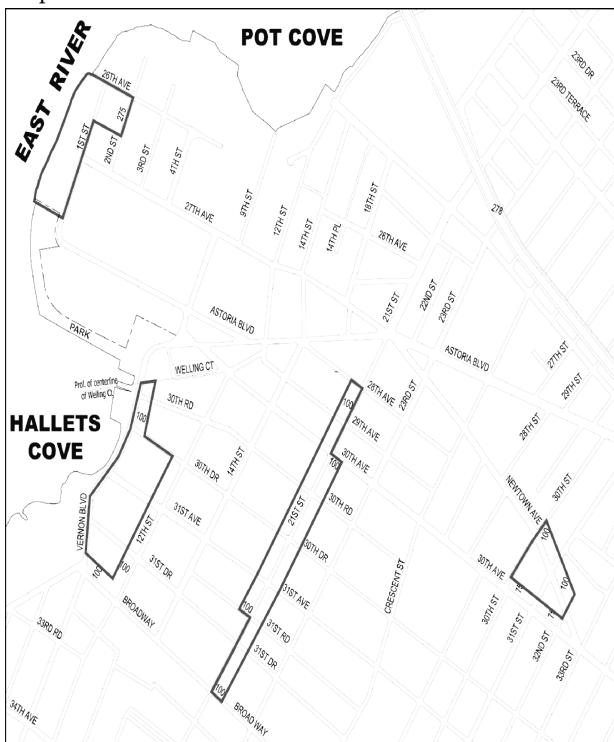 POT COVE
EAST RIVER
23RD DR
23RD TERRACE
26TH AVE
275
1ST ST
2ND ST
3RD ST
4TH ST
9TH ST
12TH ST
14TH ST
14TH PL
18TH ST
27TH AVE
26TH AVE
278
21ST ST
22ND ST
23RD ST
ASTORIA BLVD
PARK
ASTORIA BLVD
27TH ST
29TH ST
WELLING CT
Prol. of centerline
of Welling Ct.
28TH AVE
23RD ST
28TH ST
HALLETS
COVE
100
30TH RD
100
29TH AVE
14TH ST
30TH DR
100
30TH AVE
30TH ST
NEWTOWN AVE
VERNON BLVD
12TH ST
31ST AVE
21ST ST
30TH RD
100
30TH DR
30TH AVE
100
75
75
31ST DR
100
100
CRESCENT ST
31ST AVE
30TH ST
31ST ST
32ND ST
33RD ST
BROADWAY
100
31ST RD
33RD RD
31ST DR
100
BROAD WAY
34TH AVE